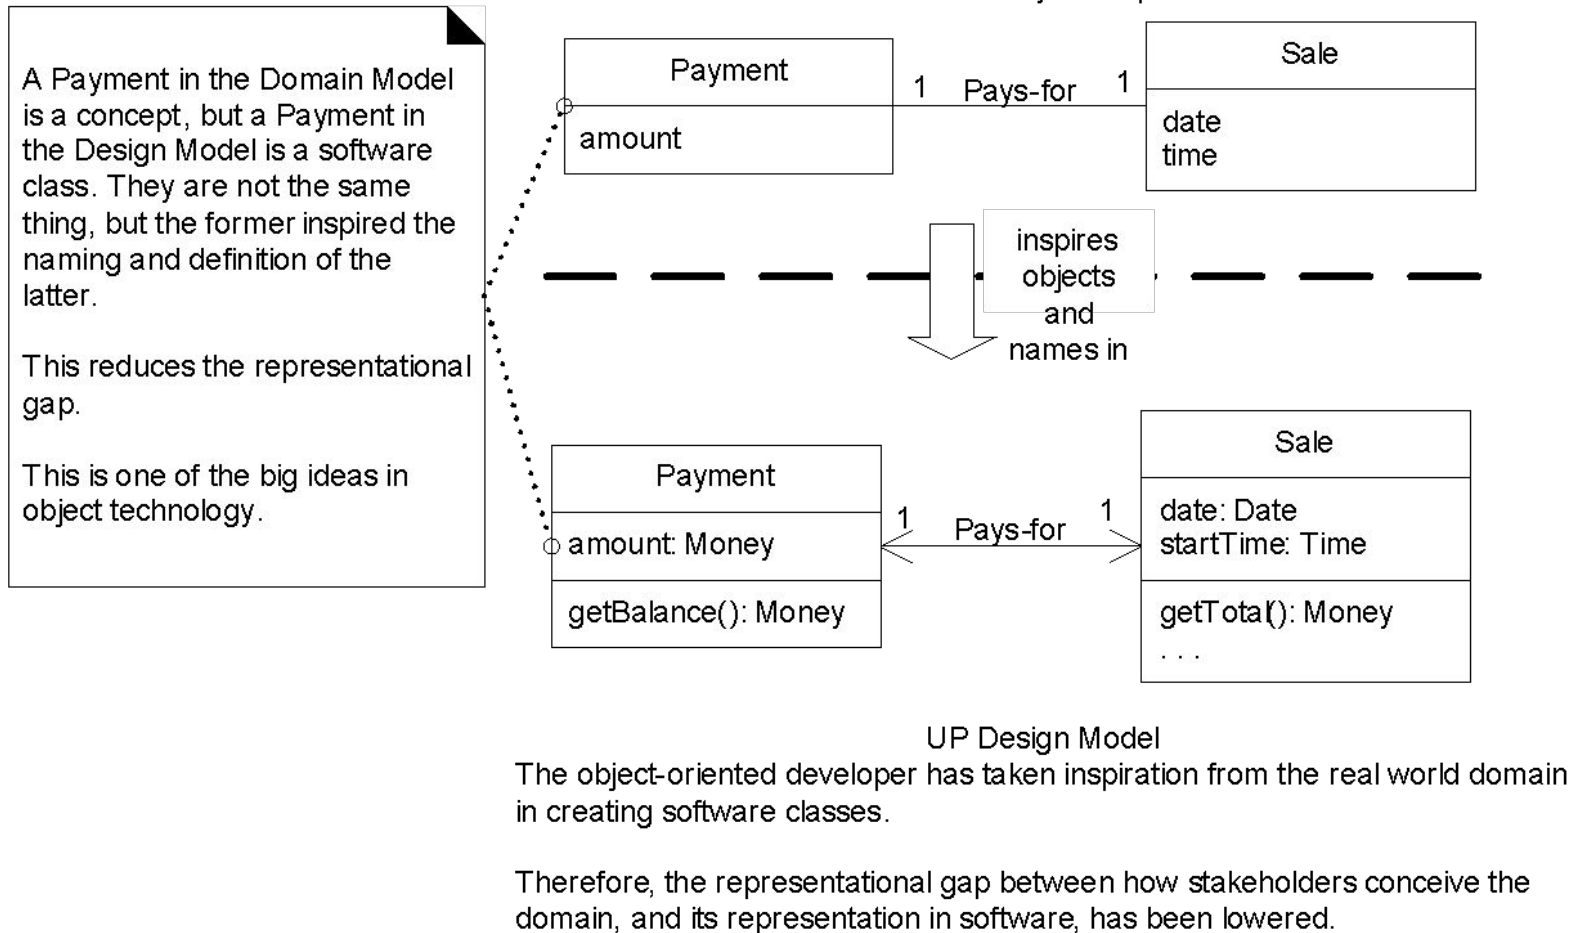 A Payment in the Domain Model
is a concept, but a Payment in
the Design Model is a software
class. They are not the same
thing, but the former inspired the
naming and definition of the
latter.
This reduces the representational
gap.
This is one of the big ideas in
object technology.
Payment
amount
1 Pays-for 1
Sale
date
time
inspires
objects
and
names in
Payment
amount: Money
getBalance(): Money
1 Pays-for 1
Sale
date: Date
startTime: Time
getTotal(): Money
. . .
UP Design Model
The object-oriented developer has taken inspiration from the real world domain
in creating software classes.
Therefore, the representational gap between how stakeholders conceive the
domain, and its representation in software, has been lowered.